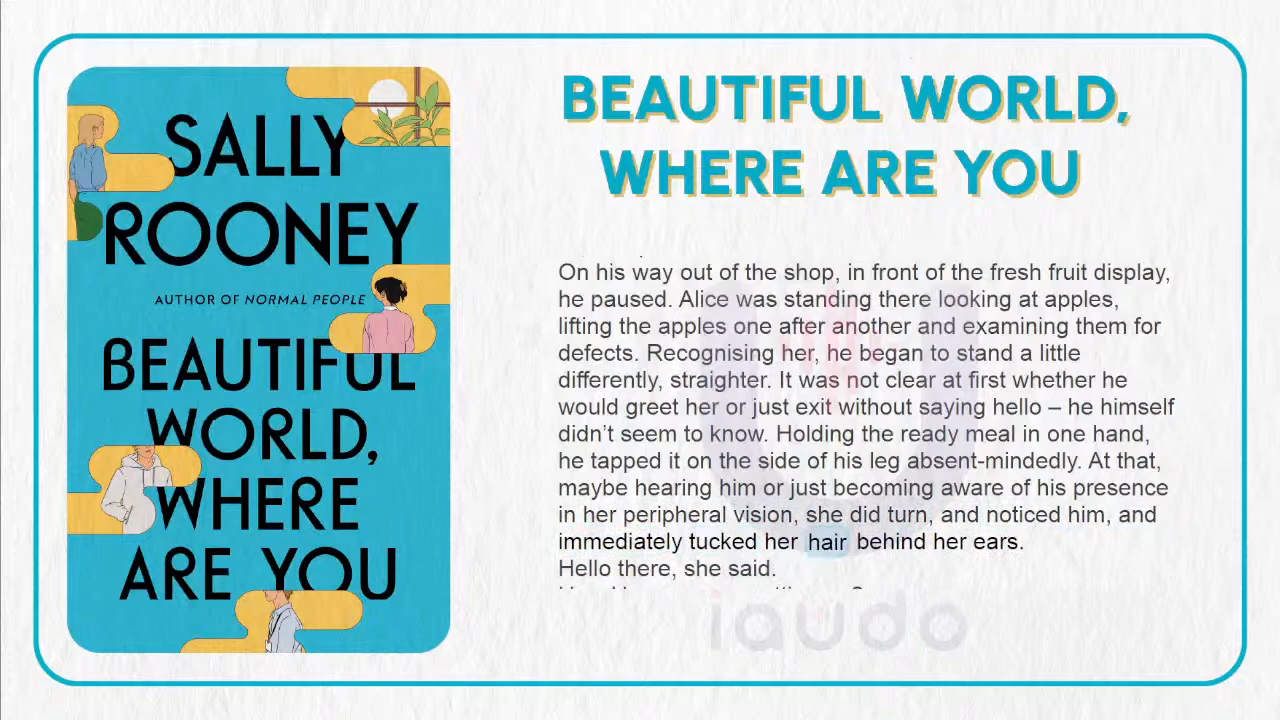 SALLY
ROONEY
AUTHOR OF NORMAL PEOPLE
BEAUTIFUL
WORLD,
WHERE
ARE YOU
BEAUTIFUL WORLD,
WHERE ARE YOU
On his way out of the shop, in front of the fresh fruit display,
he paused. Alice was standing there looking at apples,
lifting the apples one after another and examining them for
defects. Recognising her, he began to stand a little
differently, straighter. It was not clear at first whether he
would greet her or just exit without saying hello – he himself
didn’t seem to know. Holding the ready meal in one hand,
he tapped it on the side of his leg absent-mindedly. At that,
maybe hearing him or just becoming aware of his presence
in her peripheral vision, she did turn, and noticed him, and
immediately tucked her hair behind her ears.
Hello there, she said.
iaudo